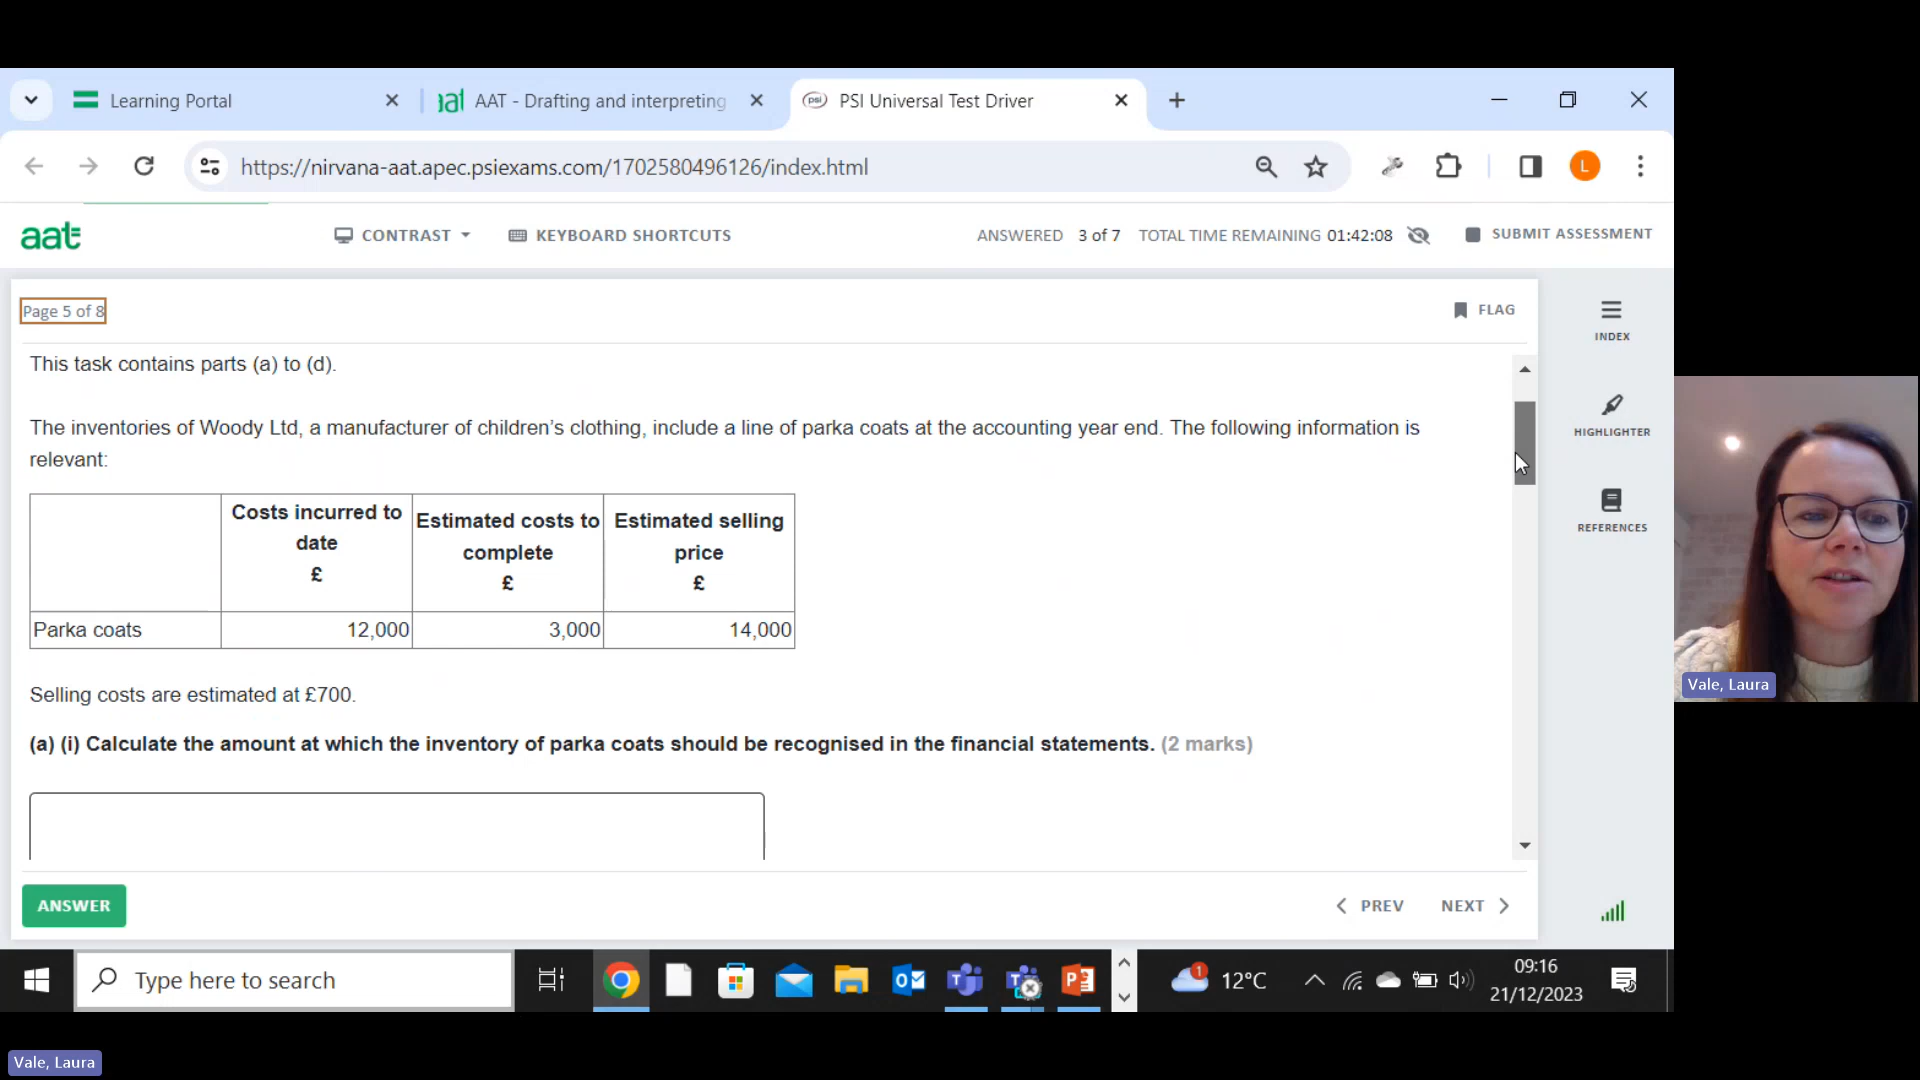 Learning Portal
aat AAT - Drafting and interpreting
psi PSI Universal Test Driver
https://nirvana-aat.apec.psiexams.com/1702580496126/index.html
L
aat
CONTRAST
KEYBOARD SHORTCUTS
ANSWERED 3 of 7 TOTAL TIME REMAINING 01:42:08
SUBMIT ASSESSMENT
Page 5 of 8
FLAG
INDEX
HIGHLIGHTER
REFERENCES
This task contains parts (a) to (d).
The inventories of Woody Ltd, a manufacturer of children’s clothing, include a line of parka coats at the accounting year end. The following information is
relevant:
Costs incurred to
date
£
Estimated costs to
complete
£
Estimated selling
price
£
Parka coats 12,000 3,000 14,000
Selling costs are estimated at £700.
(a) (i) Calculate the amount at which the inventory of parka coats should be recognised in the financial statements. (2 marks)
ANSWER
PREV
NEXT
Vale, Laura
Type here to search
1
12°C
09:16
21/12/2023
Vale, Laura